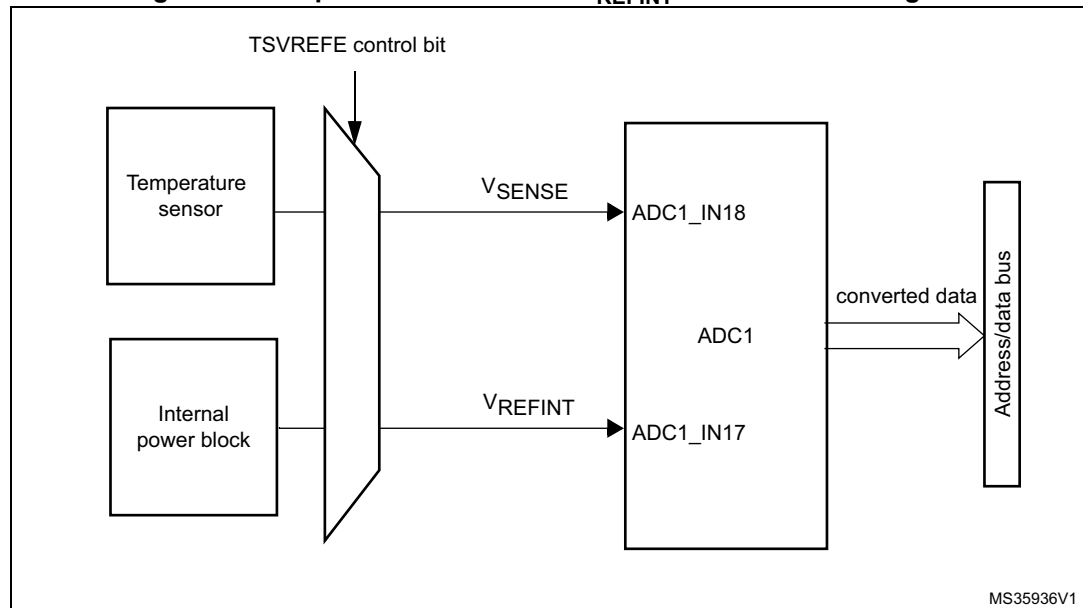 TSVREFE control bit
Temperature
sensor
VSENSE
ADC1_IN18
converted data
Address/data bus
ADC1
Internal
power block
VREFINT
ADC1_IN17
MS35936V1